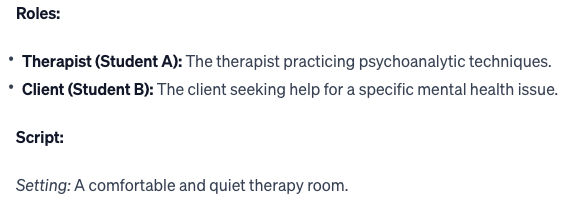 Roles:
• Therapist (Student A): The therapist practicing psychoanalytic techniques.
• Client (Student B): The client seeking help for a specific mental health issue.
Script:
Setting: A comfortable and quiet therapy room.